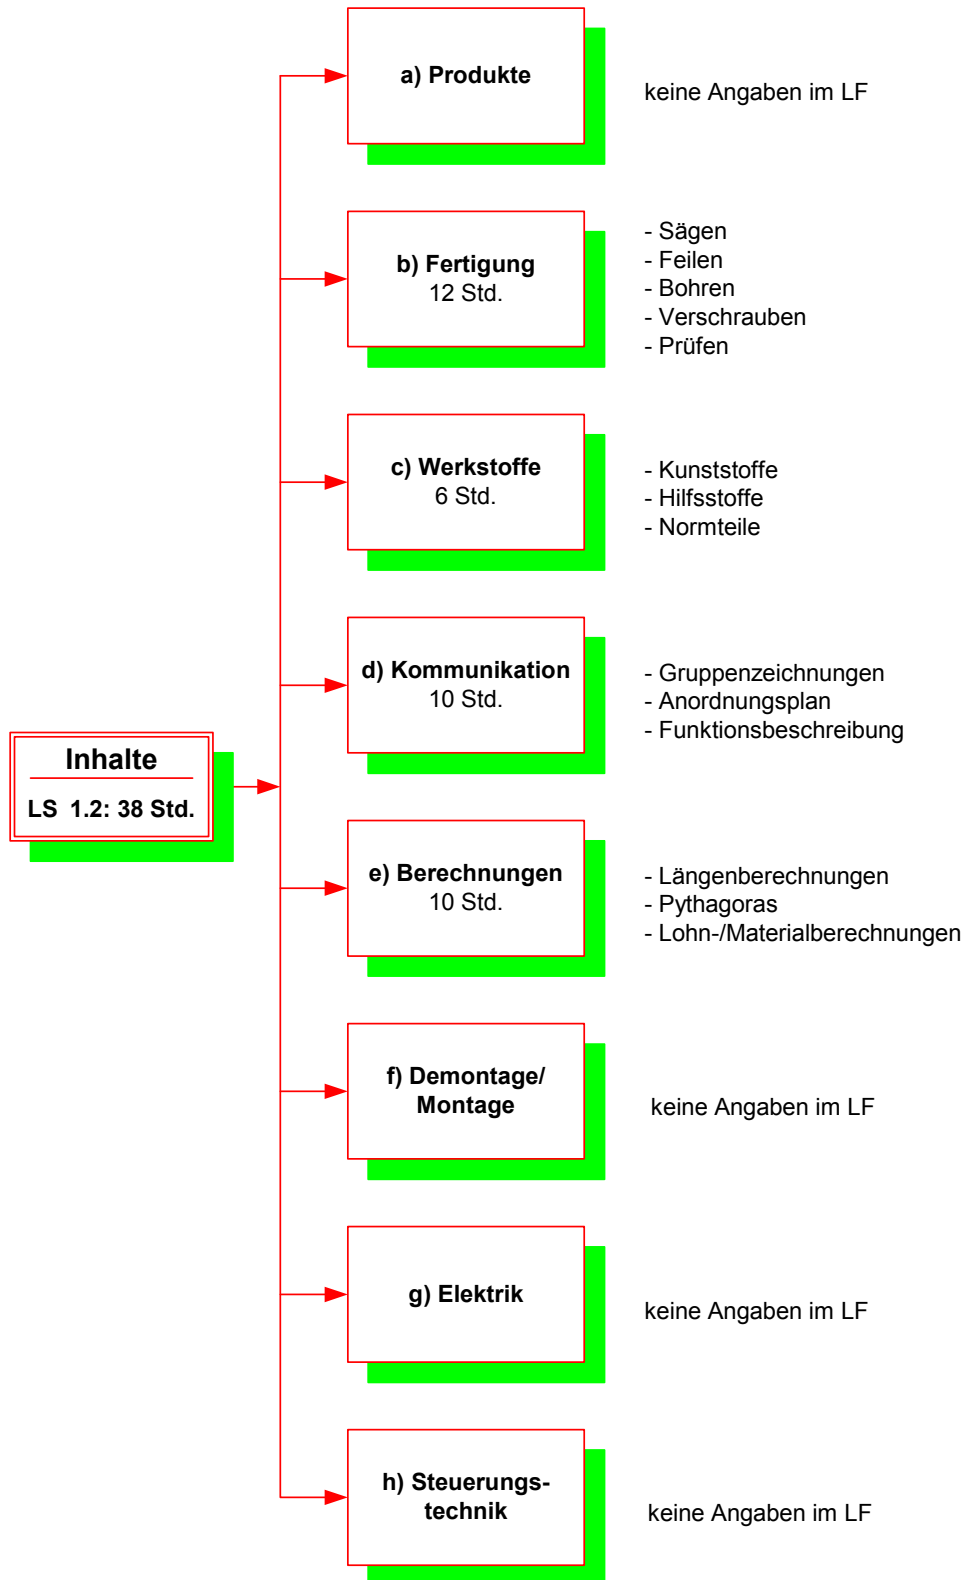 a) Produkte
keine Angaben im LF
b) Fertigung
12 Std.
- Sägen
- Feilen
- Bohren
- Verschrauben
- Prüfen
c) Werkstoffe
6 Std.
- Kunststoffe
- Hilfsstoffe
- Normteile
d) Kommunikation
10 Std.
- Gruppenzeichnungen
- Anordnungsplan
- Funktionsbeschreibung
Inhalte
LS 1.2: 38 Std.
e) Berechnungen
10 Std.
- Längenberechnungen
- Pythagoras
- Lohn-/Materialberechnungen
f) Demontage/
Montage
keine Angaben im LF
g) Elektrik
keine Angaben im LF
h) Steuerungs-
technik
keine Angaben im LF